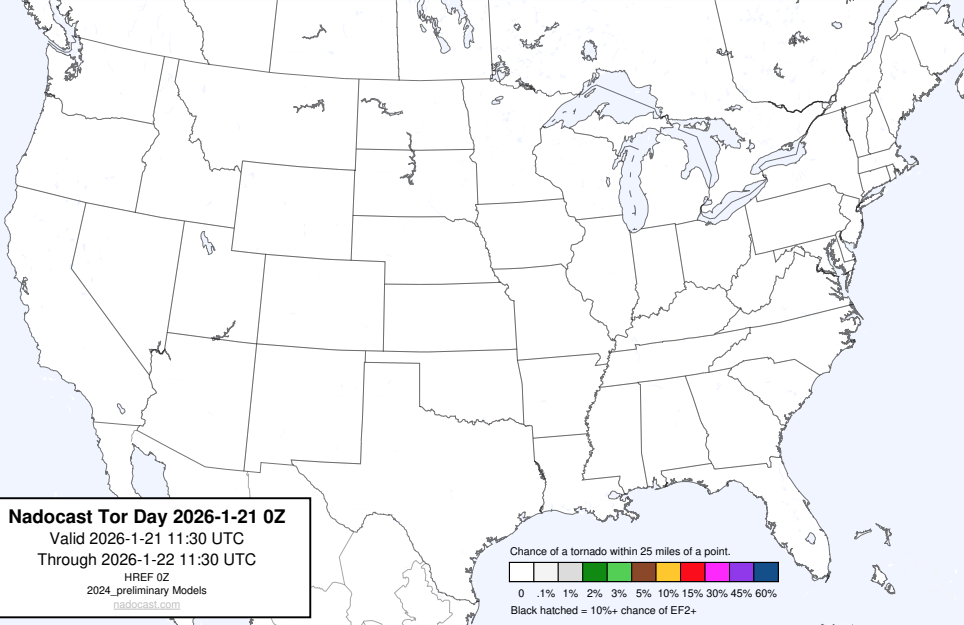 Nadocast Tor Day 2026-1-21 0Z
Valid 2026-1-21 11:30 UTC
Through 2026-1-22 11:30 UTC
HREF 0Z
2024_preliminary Models
nadocast.com
Chance of a tornado within 25 miles of a point.
0 .1% 1% 2% 3% 5% 10% 15% 30% 45% 60%
Black hatched = 10%+ chance of EF2+